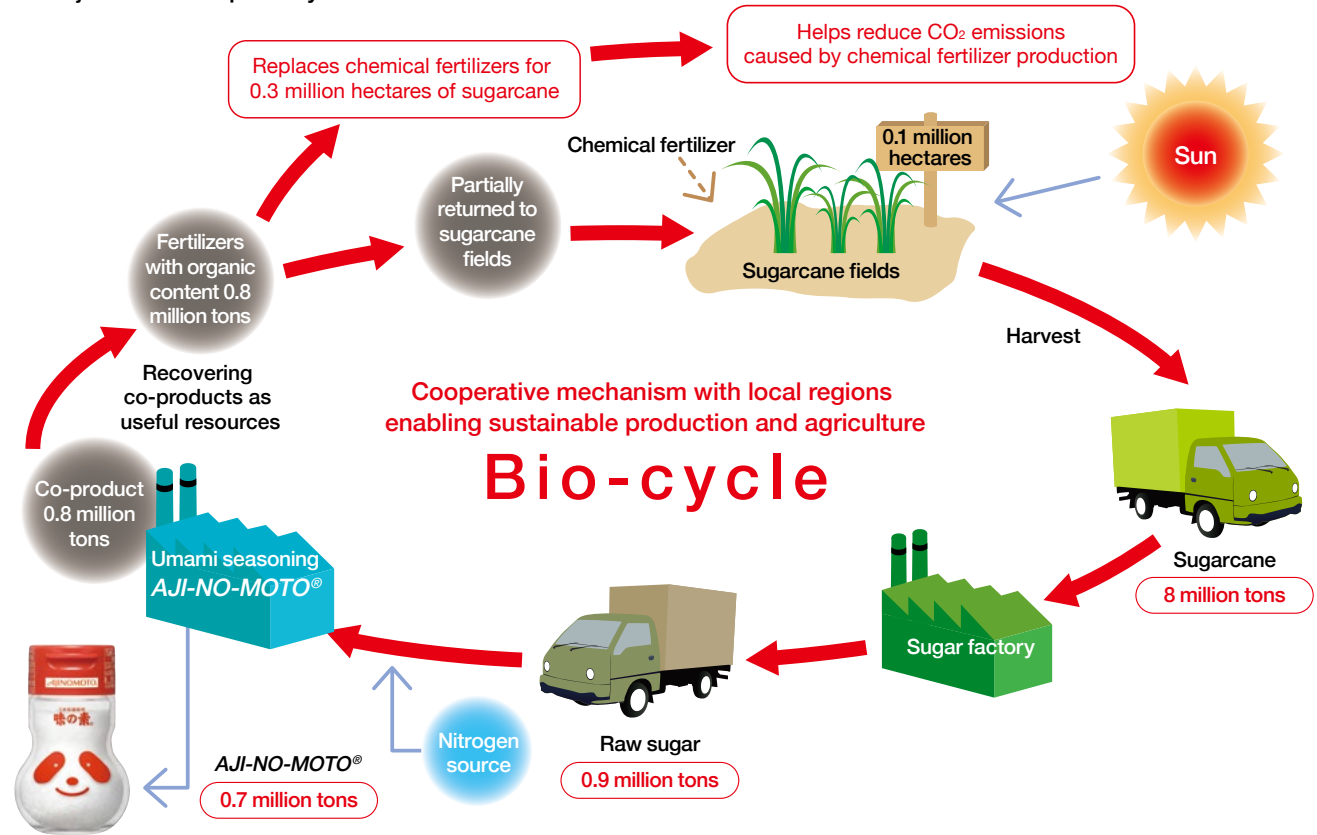 Helps reduce CO₂ emissions
caused by chemical fertilizer production
Replaces chemical fertilizers for
0.3 million hectares of sugarcane
Chemical fertilizer
0.1 million
hectares
Sun
Partially
returned to
sugarcane
fields
Fertilizers
with organic
content 0.8
million tons
Sugarcane fields
Harvest
Recovering
co-products as
useful resources
Cooperative mechanism with local regions
enabling sustainable production and agriculture
Bio-cycle
Co-product
0.8 million
tons
Umami seasoning
AJI-NO-MOTO®
Sugarcane
8 million tons
Sugar factory
AJINOMOTO
味の素
Nitrogen
source
Raw sugar
0.9 million tons
AJI-NO-MOTO®
0.7 million tons